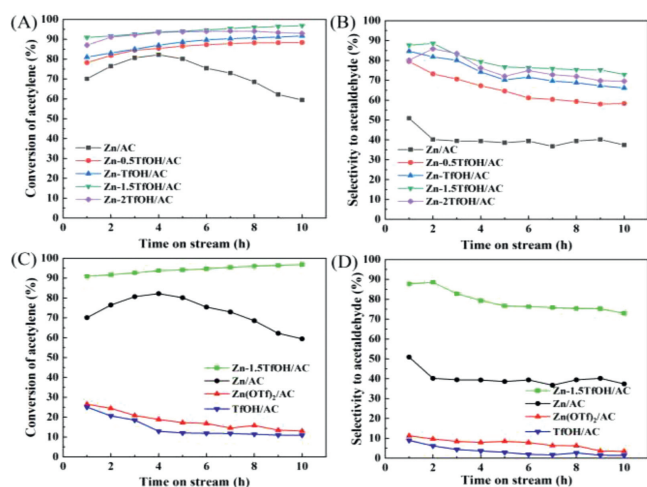 (A)
Conversion of acetylene (%)
100
90
80
70
60
50
40
30
20
10
0
Zn/AC
Zn-0.5TfOH/AC
Zn-TfOH/AC
Zn-1.5TfOH/AC
Zn-2TfOH/AC
0 2 4 6 8 10
Time on stream (h)
(B)
Selectivity to acetaldehyde (%)
100
90
80
70
60
50
40
30
20
10
0
Zn/AC
Zn-0.5TfOH/AC
Zn-TfOH/AC
Zn-1.5TfOH/AC
Zn-2TfOH/AC
0 2 4 6 8 10
Time on stream (h)
(C)
Conversion of acetylene (%)
100
90
80
70
60
50
40
30
20
10
0
Zn-1.5TfOH/AC
Zn/AC
Zn(OTf)₂/AC
TfOH/AC
0 2 4 6 8 10
Time on stream (h)
(D)
Selectivity to acetaldehyde (%)
100
90
80
70
60
50
40
30
20
10
0
Zn-1.5TfOH/AC
Zn/AC
Zn(OTf)₂/AC
TfOH/AC
0 2 4 6 8 10
Time on stream (h)